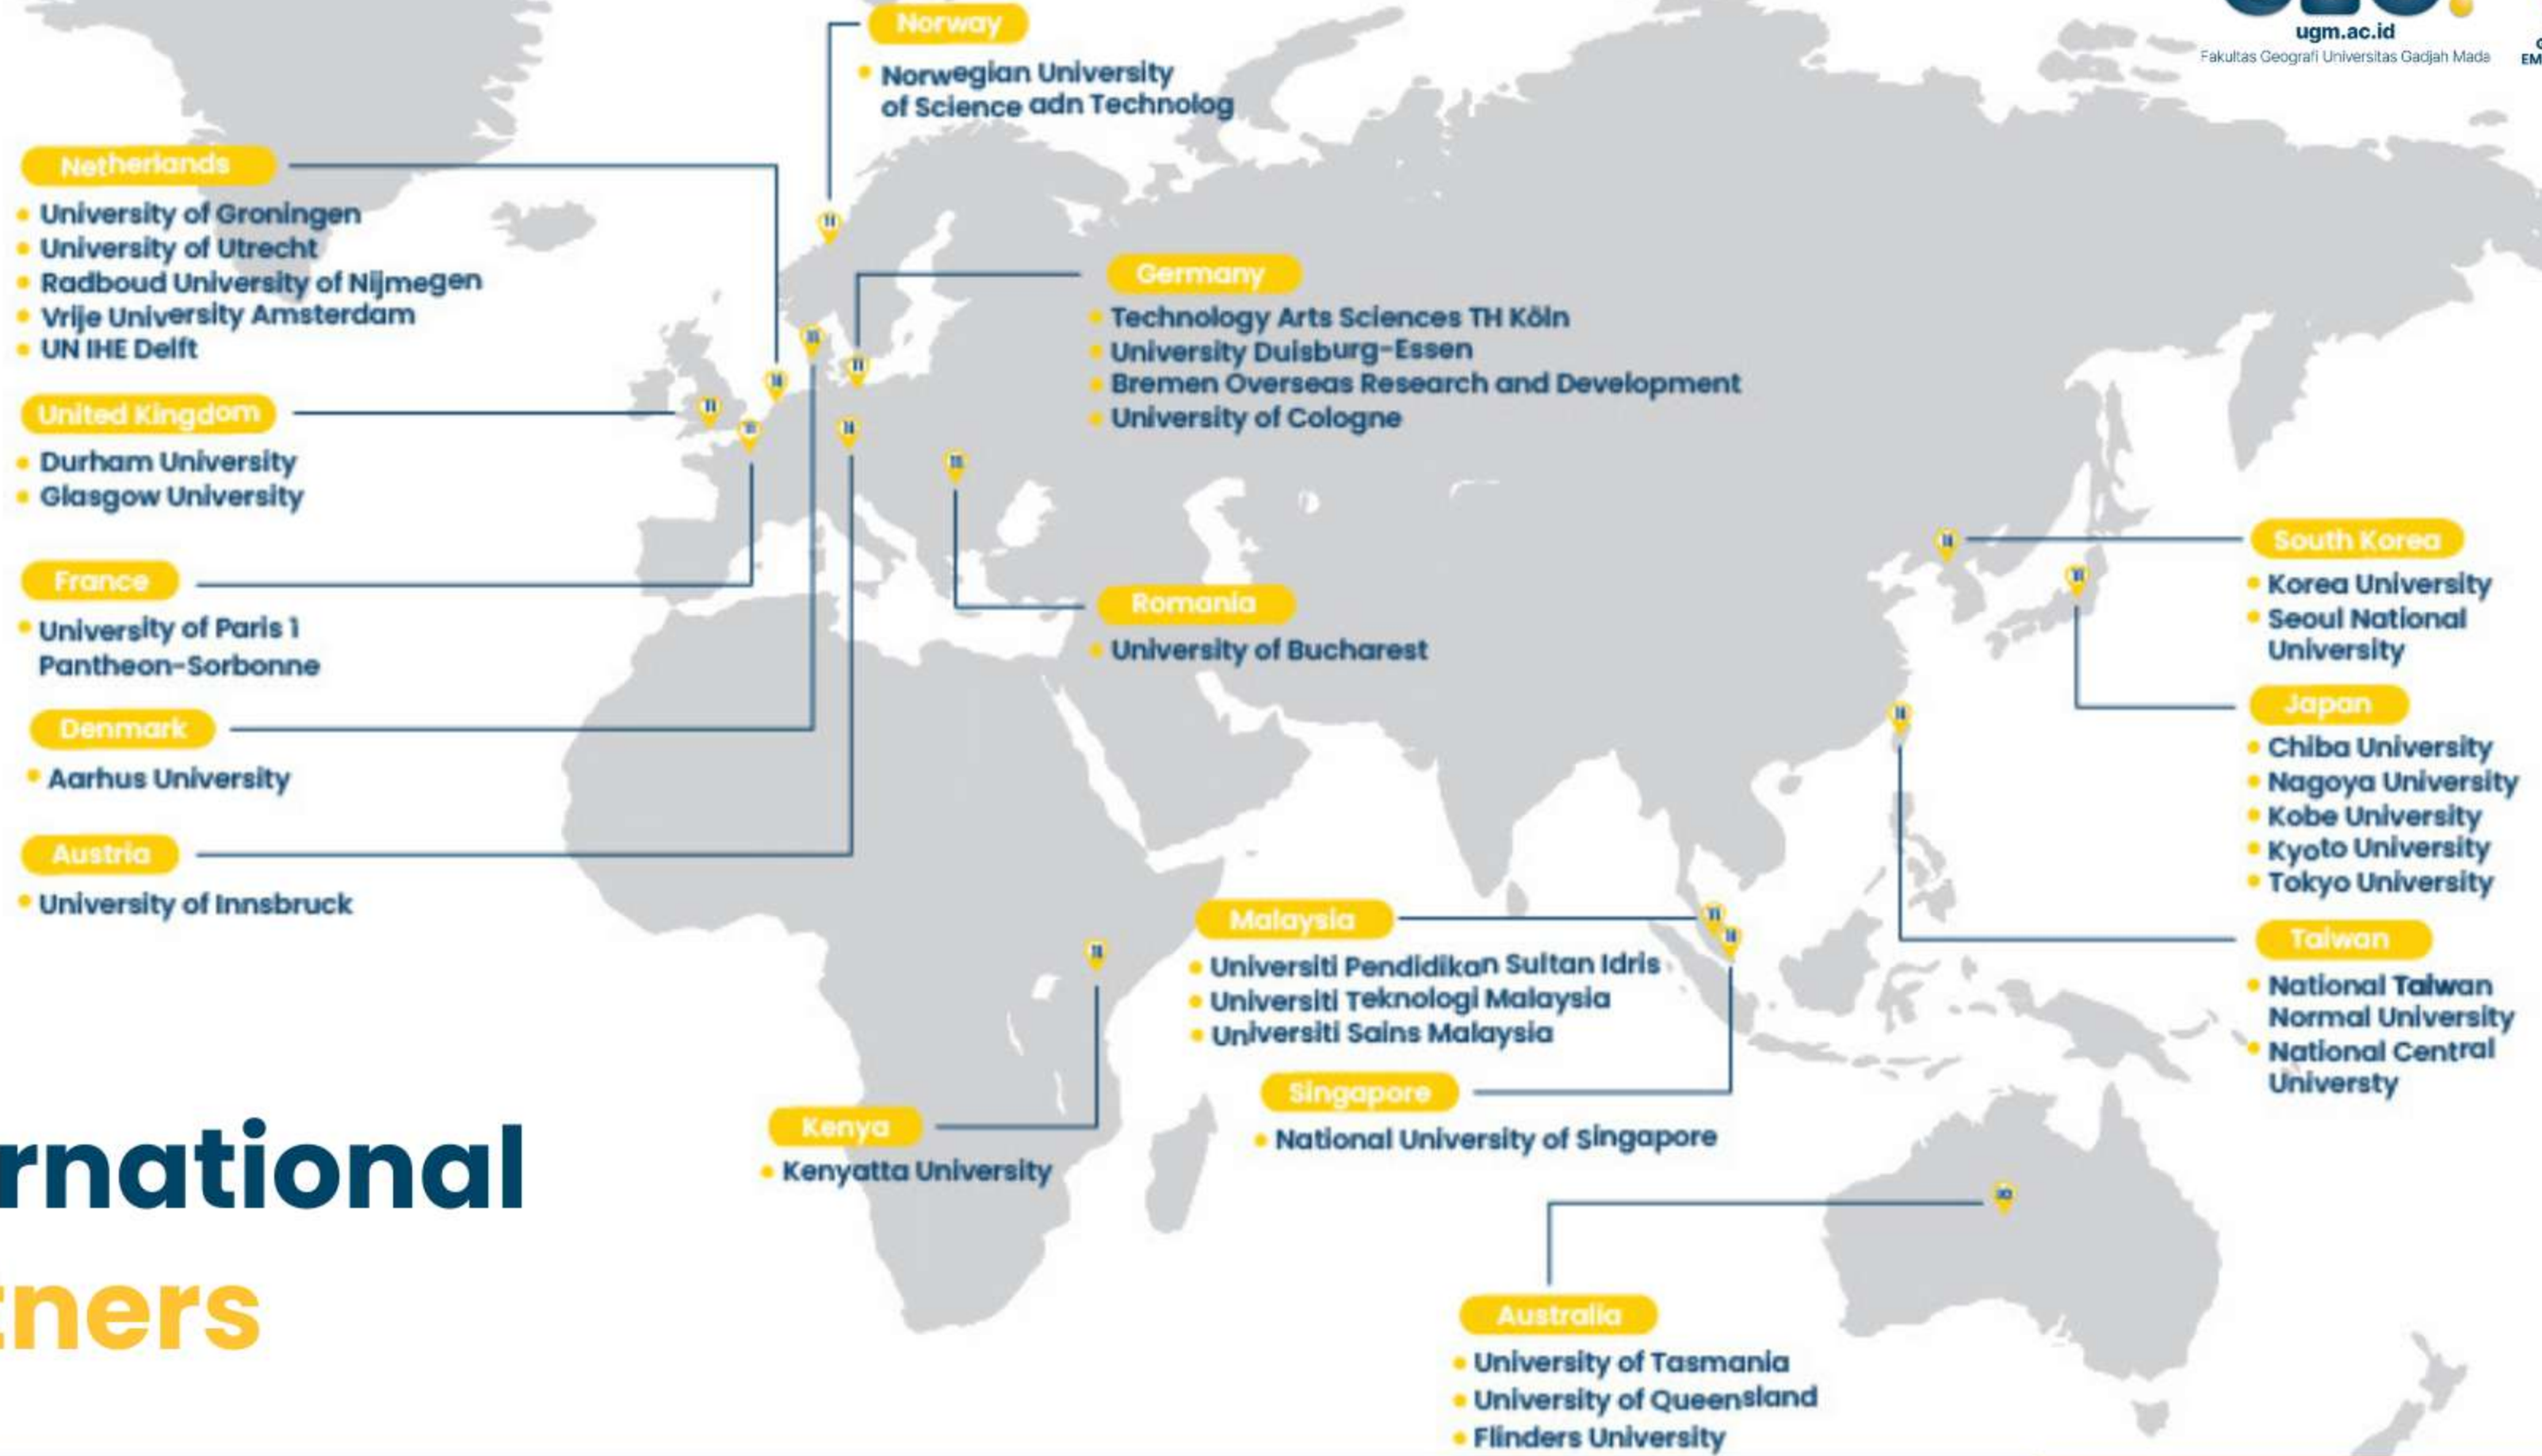 Norway
Norwegian University
of Science adn Technolog
ugm.ac.id
Fakultas Geografi Universitas Gadjah Mada
Netherlands
University of Groningen
University of Utrecht
Radboud University of Nijmegen
Vrije University Amsterdam
UN IHE Delft
United Kingdom
Durham University
Glasgow University
France
University of Paris 1
Pantheon-Sorbonne
Denmark
Aarhus University
Austria
University of Innsbruck
Germany
Technology Arts Sciences TH Köln
University Duisburg-Essen
Bremen Overseas Research and Development
University of Cologne
Romania
University of Bucharest
South Korea
Korea University
Seoul National
University
Japan
Chiba University
Nagoya University
Kobe University
Kyoto University
Tokyo University
Taiwan
National Taiwan
Normal University
National Central
Universty
Malaysia
Universiti Pendidikan Sultan Idris
Universiti Teknologi Malaysia
Universiti Sains Malaysia
Singapore
National University of Singapore
Kenya
Kenyatta University
Australia
University of Tasmania
University of Queensland
Flinders University
rnational
tners